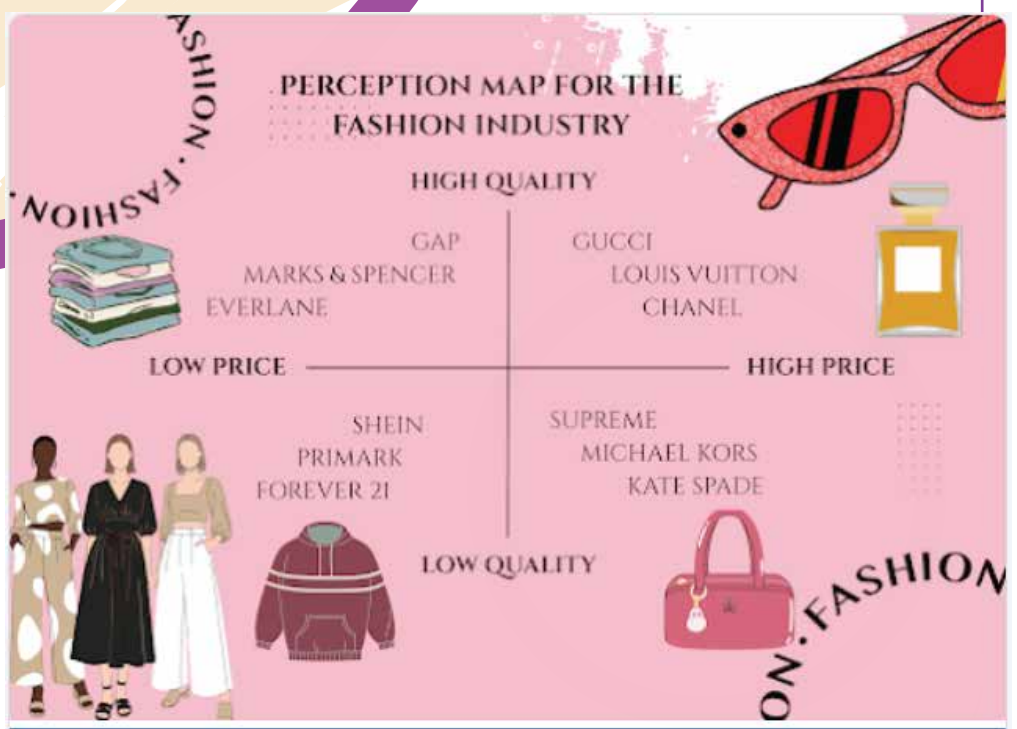 FASHION . FASHION .
PERCEPTION MAP FOR THE
FASHION INDUSTRY
HIGH QUALITY
GAP
MARKS & SPENCER
EVERLANE
GUCCI
LOUIS VUITTON
CHANEL
LOW PRICE
HIGH PRICE
SHEIN
PRIMARK
FOREVER 21
SUPREME
MICHAEL KORS
KATE SPADE
LOW QUALITY
ON . FASHION